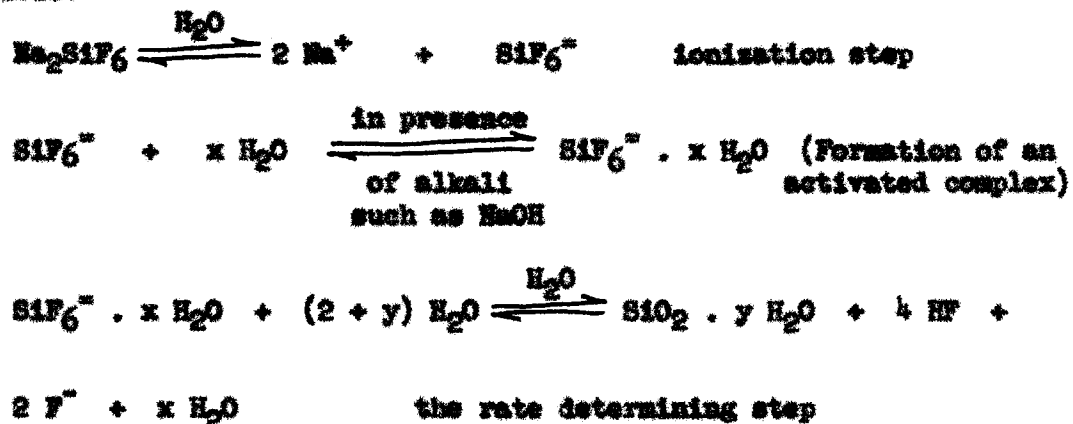 H₂O
Na₂SiF₆ ⇌ 2 Na⁺ + SiF₆⁼ ionization step
in presence
SiF₆⁼ + x H₂O ⇌ SiF₆⁼ . x H₂O (Formation of an
of alkali activated complex)
such as NaOH
H₂O
SiF₆⁼ . x H₂O + (2 + y) H₂O ⇌ SiO₂ . y H₂O + 4 HF +
2 F⁻ + x H₂O the rate determining step